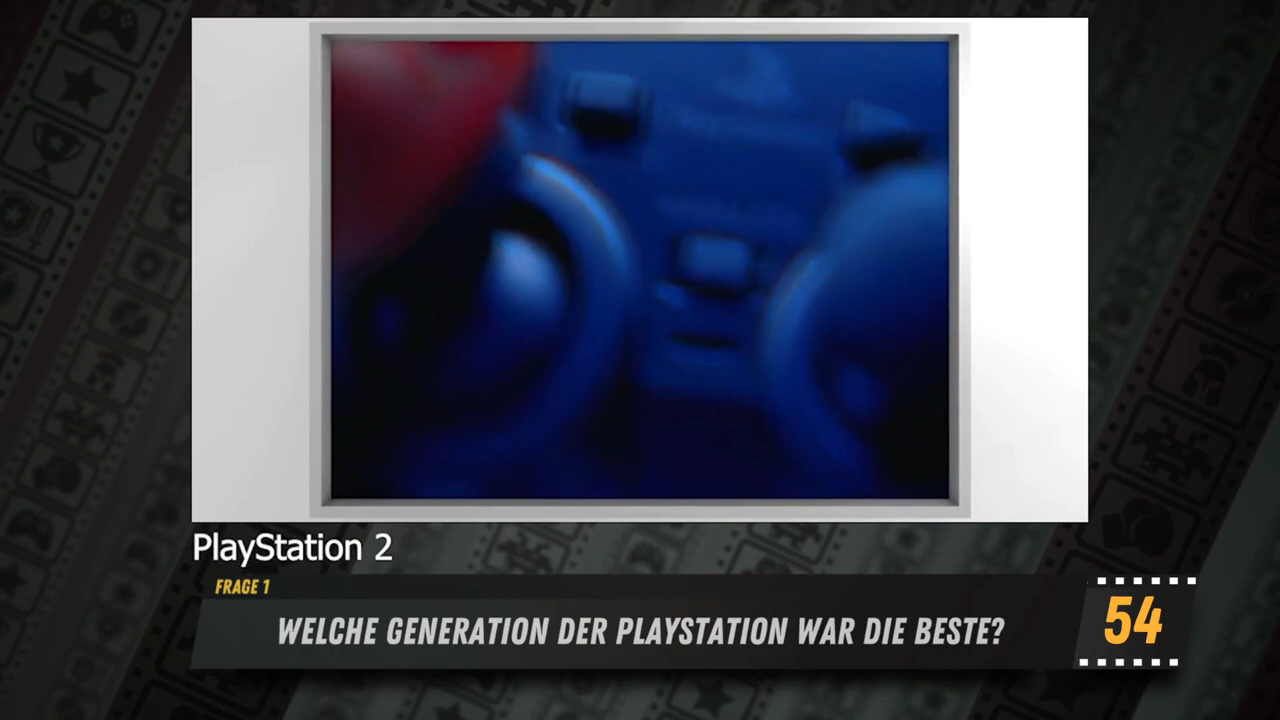 PlayStation 2
FRAGE 1
WELCHE GENERATION DER PLAYSTATION WAR DIE BESTE?
54